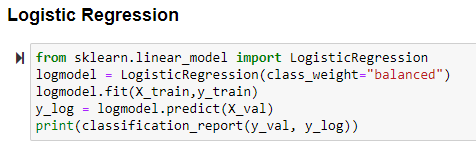 Logistic Regression
from sklearn.linear_model import LogisticRegression
logmodel = LogisticRegression(class_weight="balanced")
logmodel.fit(X_train,y_train)
y_log = logmodel.predict(X_val)
print(classification_report(y_val, y_log))